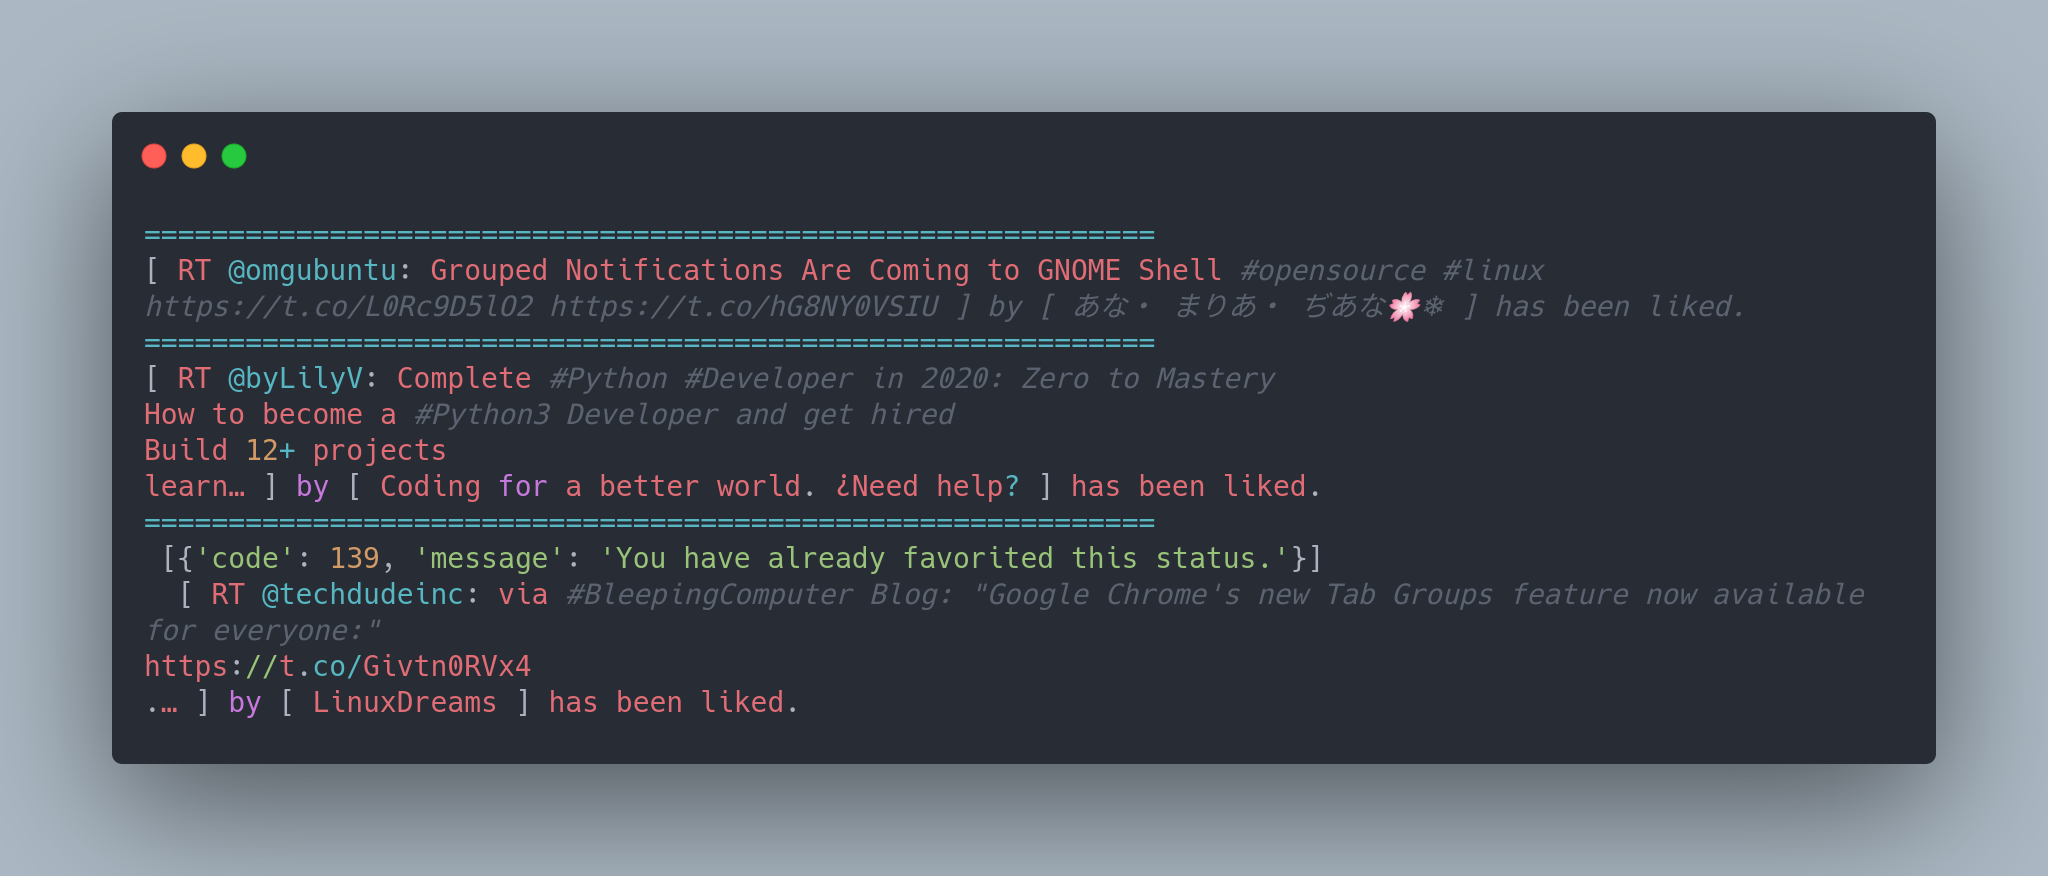 ============================================================
[ RT @omgubuntu: Grouped Notifications Are Coming to GNOME Shell #opensource #linux
https://t.co/L0Rc9D5lO2 https://t.co/hG8NY0VSIU ] by [ あな・ まりあ・ ぢあな🌸❄ ] has been liked.
============================================================
[ RT @byLilyV: Complete #Python #Developer in 2020: Zero to Mastery
How to become a #Python3 Developer and get hired
Build 12+ projects
learn… ] by [ Coding for a better world. ¿Need help? ] has been liked.
============================================================
[{'code': 139, 'message': 'You have already favorited this status.'}]
[ RT @techdudeinc: via #BleepingComputer Blog: "Google Chrome's new Tab Groups feature now available
for everyone:"
https://t.co/Givtn0RVx4
.… ] by [ LinuxDreams ] has been liked.